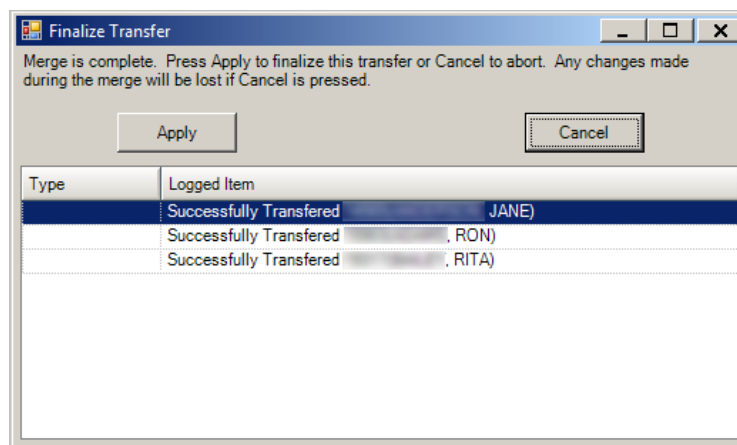 Finalize Transfer
Merge is complete.  Press Apply to finalize this transfer or Cancel to abort.  Any changes made
during the merge will be lost if Cancel is pressed.
Apply Cancel
Type Logged Item
Successfully Transfered JANE)
Successfully Transfered , RON)
Successfully Transfered , RITA)